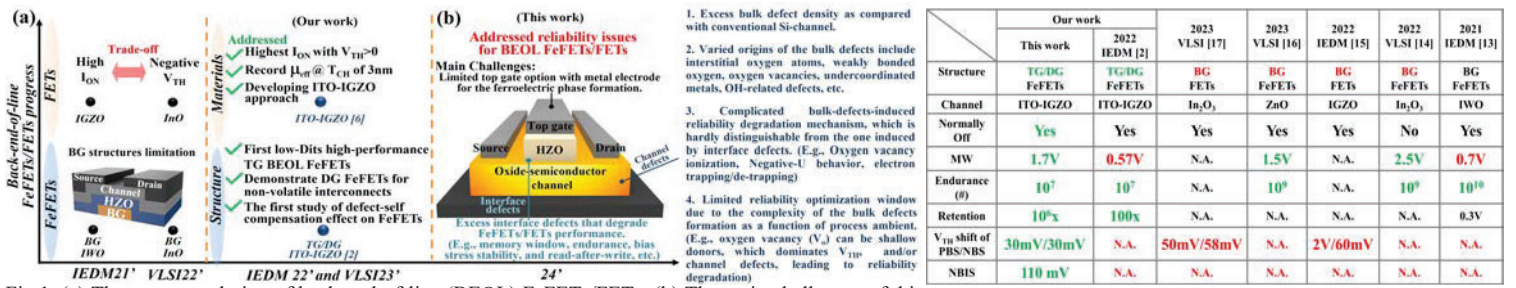 (a)
Back-end-of-line
FeFETs/FETs progress
FETs
FeFETs
Trade-off
High
I_ON
Negative
V_TH
IGZO
InO
BG structures limitation
Source
Drain
Channel
HZO
BG
BG
IWO
BG
InO
IEDM21’
VLSI22’
(Our work)
Materials
Addressed
Highest I_ON with V_TH>0
Record μ_eff @ T_CH of 3nm
Developing ITO-IGZO
approach
ITO-IGZO [6]
Structure
First low-Dits high-performance
TG BEOL FeFETs
Demonstrate DG FeFETs for
non-volatile interconnects
The first study of defect-self
compensation effect on FeFETs
TG/DG
ITO-IGZO [2]
IEDM 22’ and VLSI23’
(b)
(This work)
Addressed reliability issues
for BEOL FeFETs/FETs
Main Challenges:
Limited top gate option with metal electrode
for the ferroelectric phase formation.
Top gate
Source
HZO
Drain
Channel
defects
Oxide-semiconductor
channel
Interface
defects
Excess interface defects that degrade
FeFETs/FETs performance.
(E.g., memory window, endurance, bias
stress stability, and read-after-write, etc.)
24’
1. Excess bulk defect density as compared
with conventional Si-channel.
2. Varied origins of the bulk defects include
interstitial oxygen atoms, weakly bonded
oxygen, oxygen vacancies, undercoordinated
metals, OH-related defects, etc.
3. Complicated bulk-defects-induced
reliability degradation mechanism, which is
hardly distinguishable from the one induced
by interface defects. (E.g., Oxygen vacancy
ionization, Negative-U behavior, electron
trapping/de-trapping)
4. Limited reliability optimization window
due to the complexity of the bulk defects
formation as a function of process ambient.
(E.g., oxygen vacancy (V_o) can be shallow
donors, which dominates V_TH, and/or
channel defects, leading to reliability
degradation)
Our work 2023 VLSI [17] 2023 VLSI [16] 2022 IEDM [15] 2022 VLSI [14] 2021 IEDM [13]
This work 2022 IEDM [2]
Structure TG/DG FeFETs TG/DG FeFETs BG FETs BG FeFETs BG FETs BG FeFETs BG FeFETs
Channel ITO-IGZO ITO-IGZO In₂O₃ ZnO IGZO In₂O₃ IWO
Normally Off Yes Yes Yes Yes Yes No Yes
MW 1.7V 0.57V N.A. 1.5V N.A. 2.5V 0.7V
Endurance (#) 10⁷ 10⁷ N.A. 10⁹ N.A. 10⁹ 10¹⁰
Retention 10⁶x 100x N.A. N.A. N.A. N.A. 0.3V
V_TH shift of PBS/NBS 30mV/30mV N.A. 50mV/58mV N.A. 2V/60mV N.A. N.A.
NBIS 110 mV N.A. N.A. N.A. N.A. N.A. N.A.